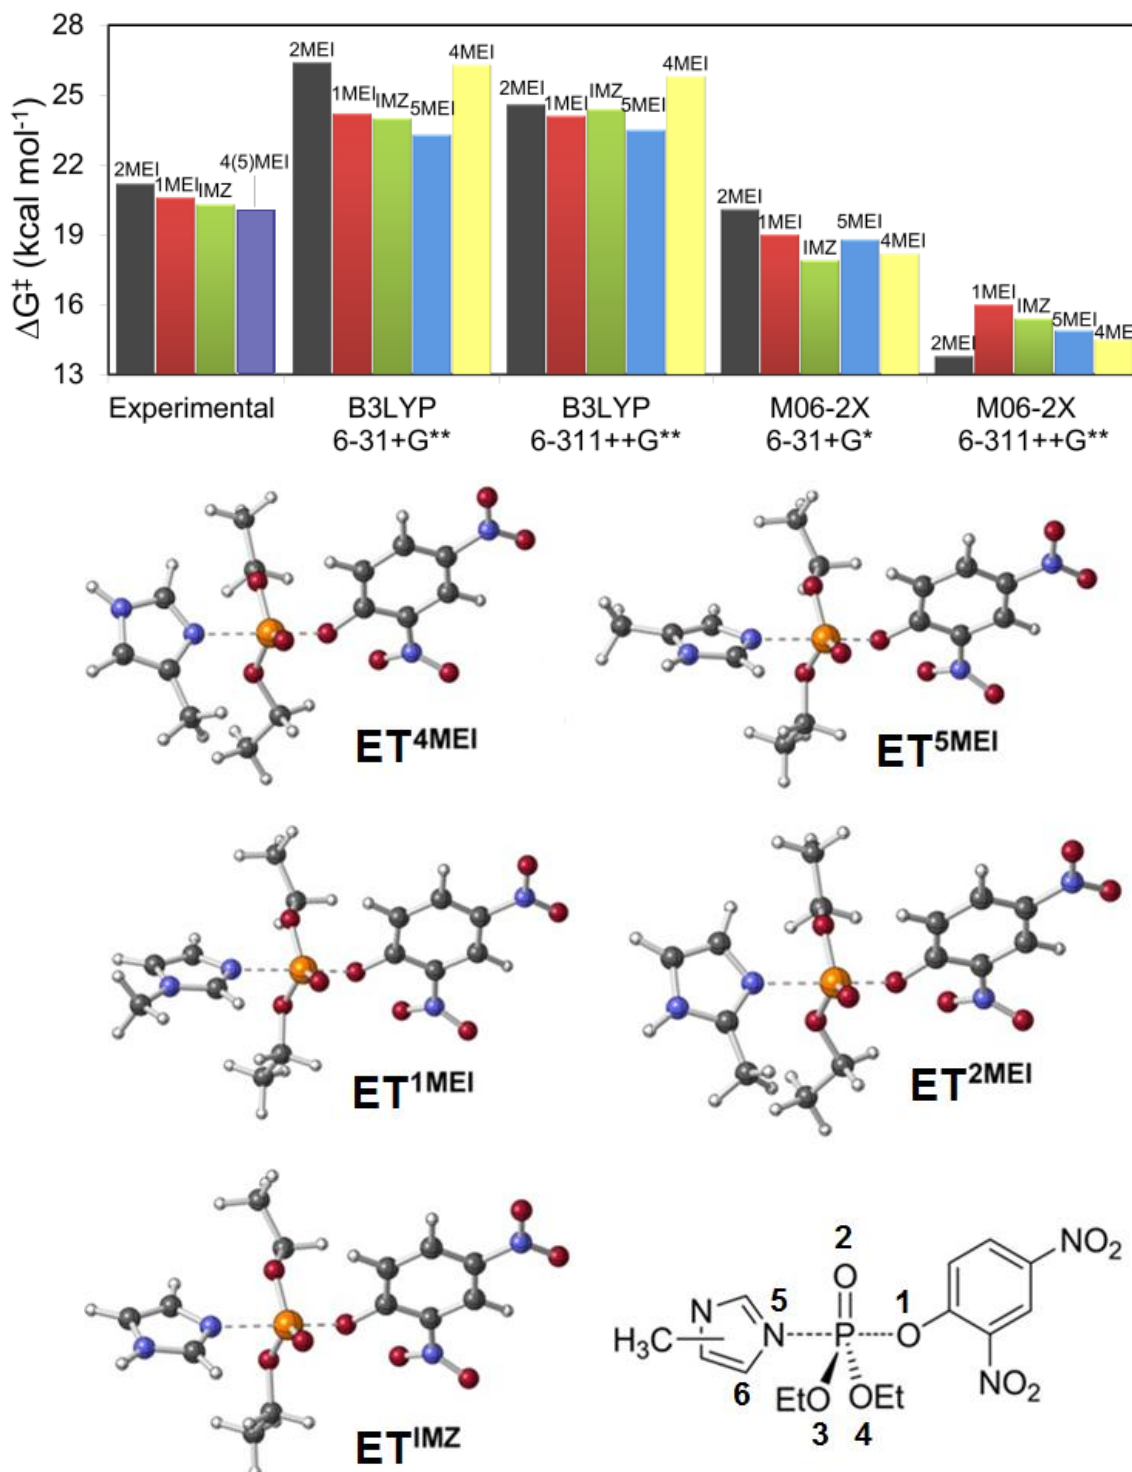 28
25
22
19
16
13
ΔG‡ (kcal mol-1)
2MEI
1MEI
IMZ
4(5)MEI
2MEI
1MEI
IMZ
5MEI
4MEI
2MEI
1MEI
IMZ
5MEI
4MEI
2MEI
1MEI
IMZ
5MEI
4MEI
2MEI
1MEI
IMZ
5MEI
4ME
Experimental
B3LYP
6-31+G**
B3LYP
6-311++G**
M06-2X
6-31+G*
M06-2X
6-311++G**
ET4MEI
ET5MEI
ET1MEI
ET2MEI
ETIMZ
2
O
NO2
N
5
1
H3C
N
P
O
6
EtO
OEt
NO2
3
4